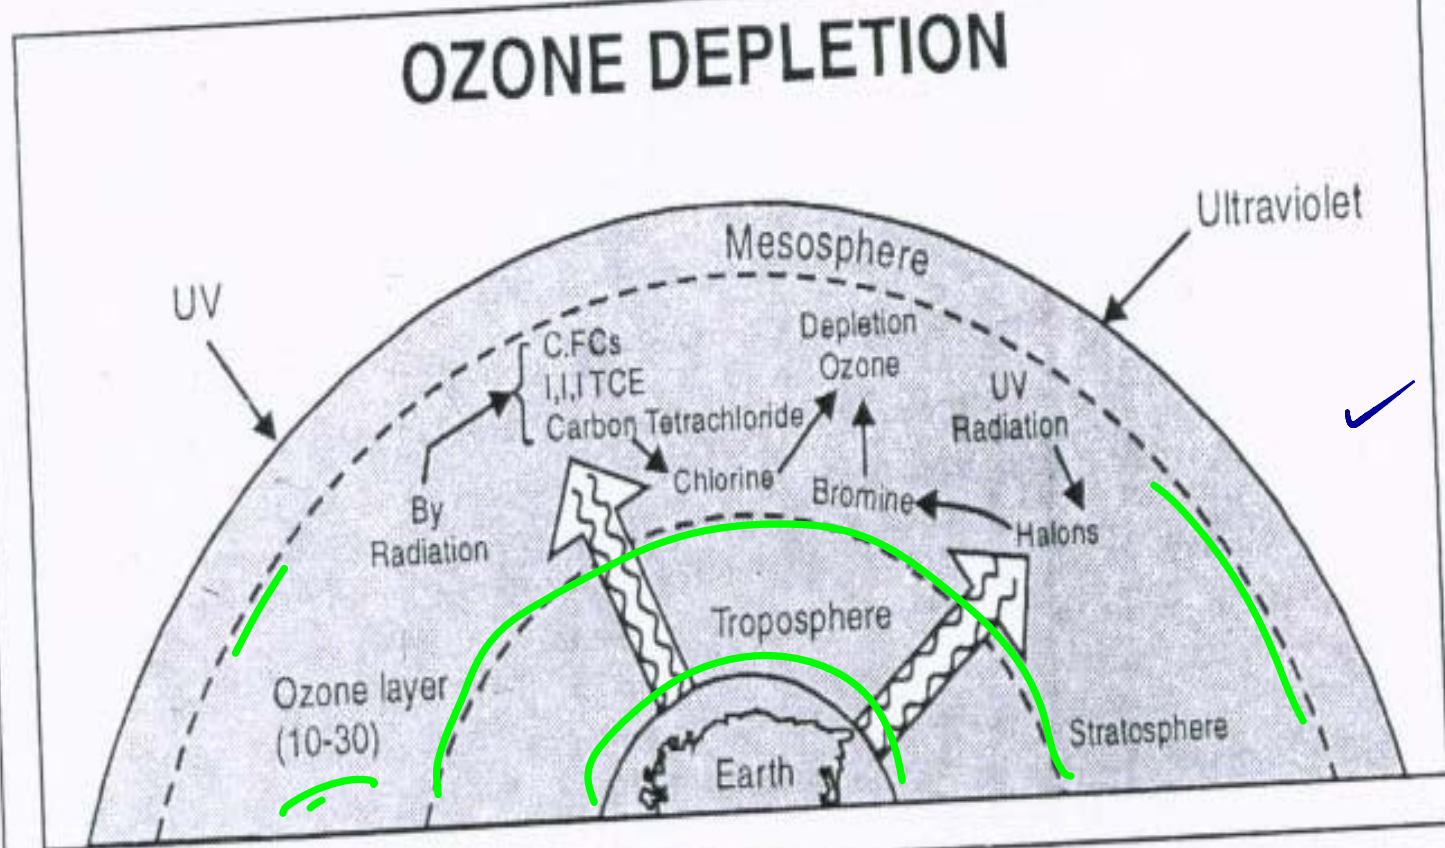 OZONE DEPLETION
Ultraviolet
Mesosphere
UV
Depletion
Ozone
C.FCs
I,I,I TCE
Carbon Tetrachloride
UV
Radiation
Chlorine
Bromine
By
Radiation
Halons
Troposphere
Ozone layer
(10-30)
Stratosphere
Earth